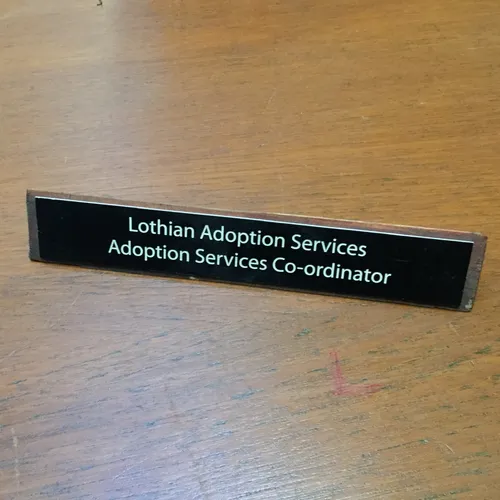 Lothian Adoption Services
Adoption Services Co-ordinator